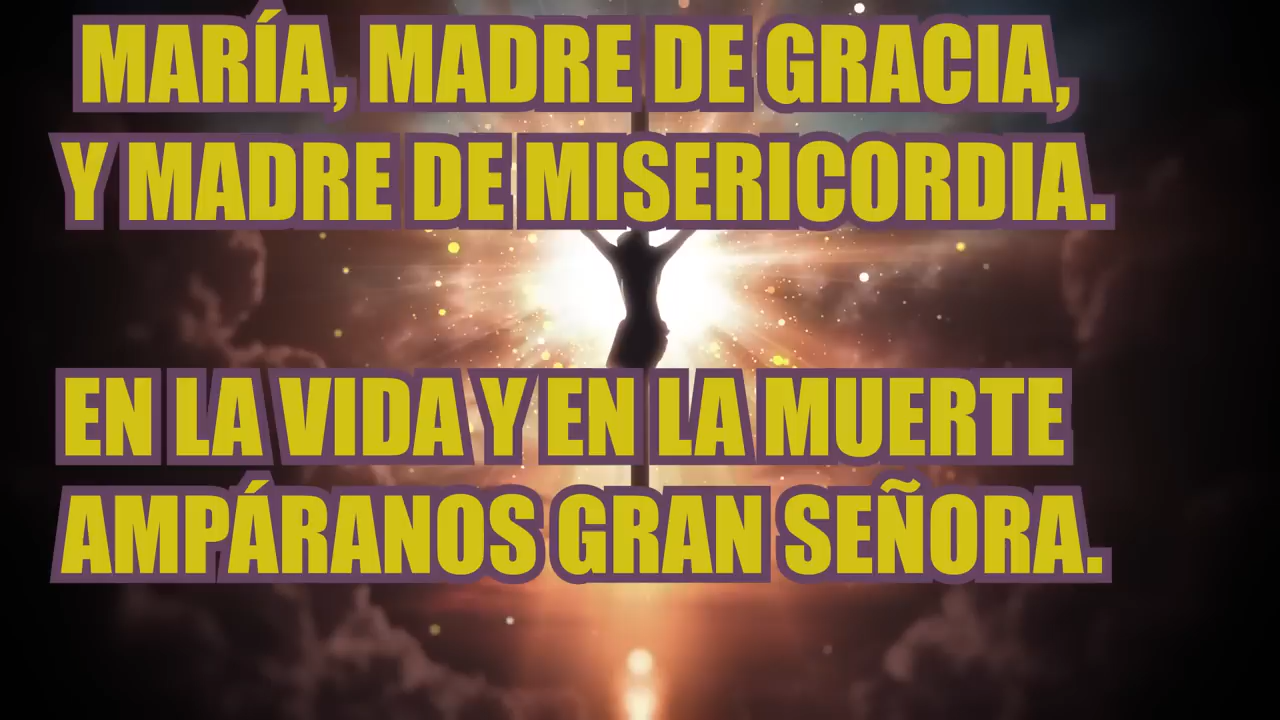 MARÍA, MADRE DE GRACIA,
Y MADRE DE MISERICORDIA.
EN LA VIDA Y EN LA MUERTE
AMPÁRANOS GRAN SEÑORA.